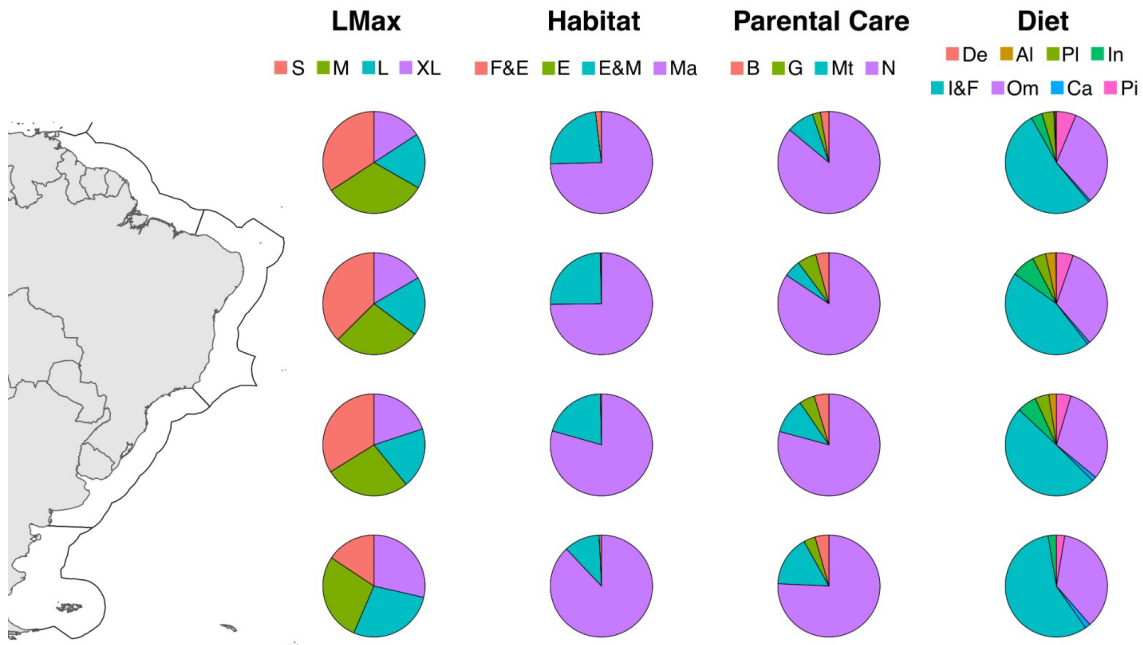 LMax Habitat Parental Care Diet
De Al Pl In
S M L XL F&E E E&M Ma B G Mt N
I&F Om Ca Pi